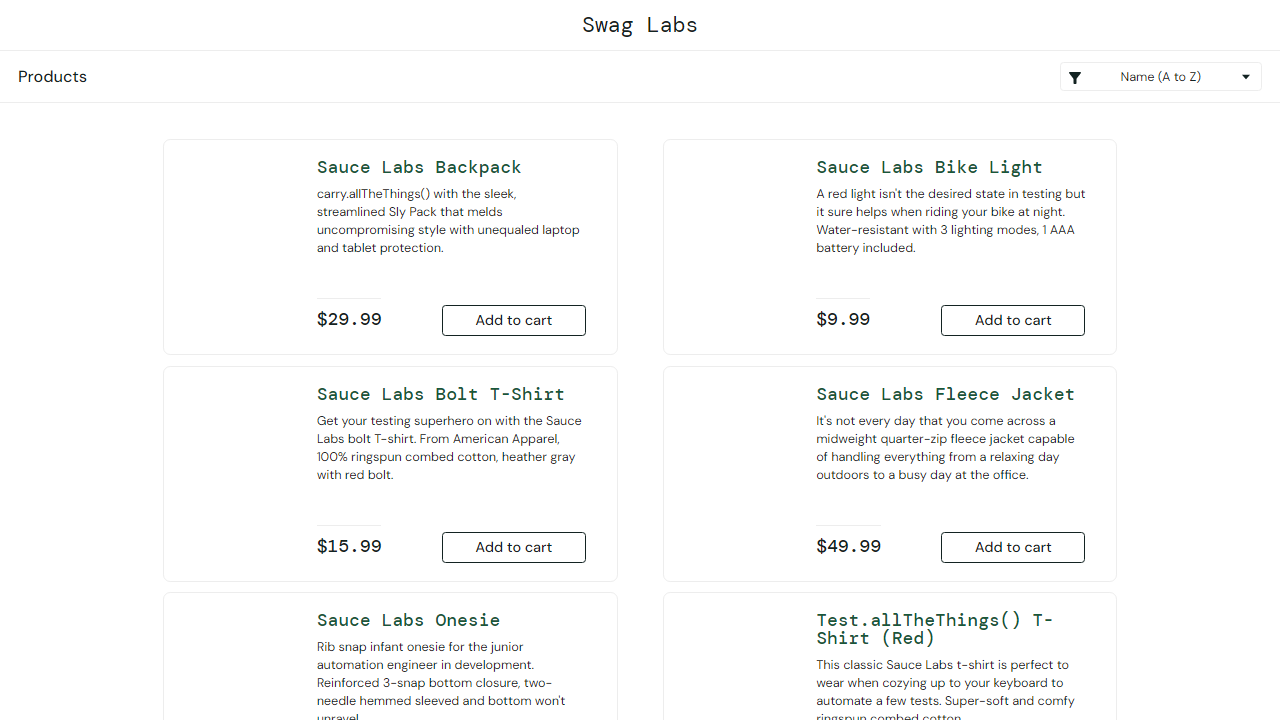 Swag Labs
Products
Name (A to Z)
Sauce Labs Backpack
carry.allTheThings() with the sleek,
streamlined Sly Pack that melds
uncompromising style with unequaled laptop
and tablet protection.
$29.99
Add to cart
Sauce Labs Bike Light
A red light isn't the desired state in testing but
it sure helps when riding your bike at night.
Water-resistant with 3 lighting modes, 1 AAA
battery included.
$9.99
Add to cart
Sauce Labs Bolt T-Shirt
Get your testing superhero on with the Sauce
Labs bolt T-shirt. From American Apparel,
100% ringspun combed cotton, heather gray
with red bolt.
$15.99
Add to cart
Sauce Labs Fleece Jacket
It's not every day that you come across a
midweight quarter-zip fleece jacket capable
of handling everything from a relaxing day
outdoors to a busy day at the office.
$49.99
Add to cart
Sauce Labs Onesie
Rib snap infant onesie for the junior
automation engineer in development.
Reinforced 3-snap bottom closure, two-
needle hemmed sleeved and bottom won't
unravel.
Test.allTheThings() T-
Shirt (Red)
This classic Sauce Labs t-shirt is perfect to
wear when cozying up to your keyboard to
automate a few tests. Super-soft and comfy
ringspun combed cotton.